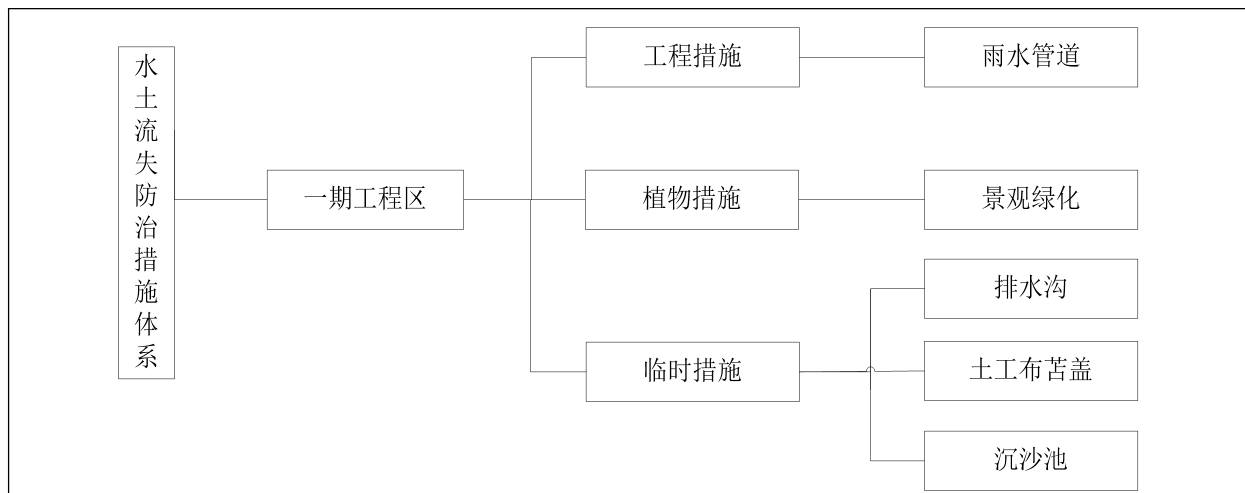 水土流失防治措施体系
一期工程区
工程措施
雨水管道
植物措施
景观绿化
临时措施
排水沟
土工布苫盖
沉沙池